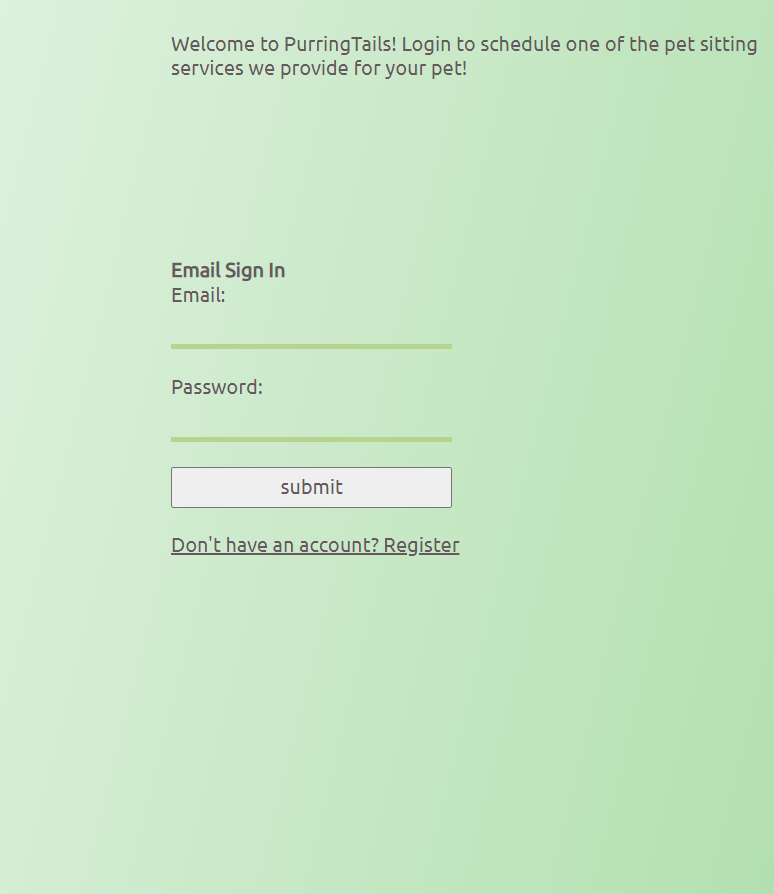 Welcome to PurringTails! Login to schedule one of the pet sitting
services we provide for your pet!
Email Sign In
Email:
Password:
submit
Don't have an account? Register